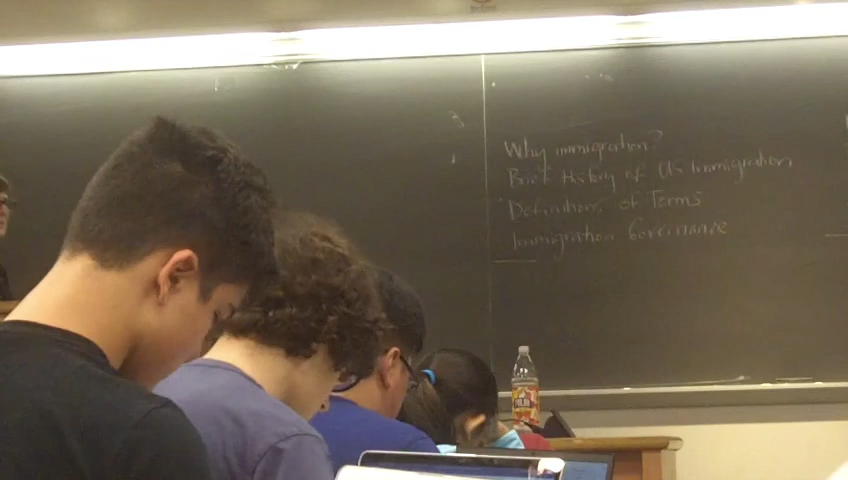 Why immigration?
Brief History of US Immigration
Definitions of Terms
Immigration Governance